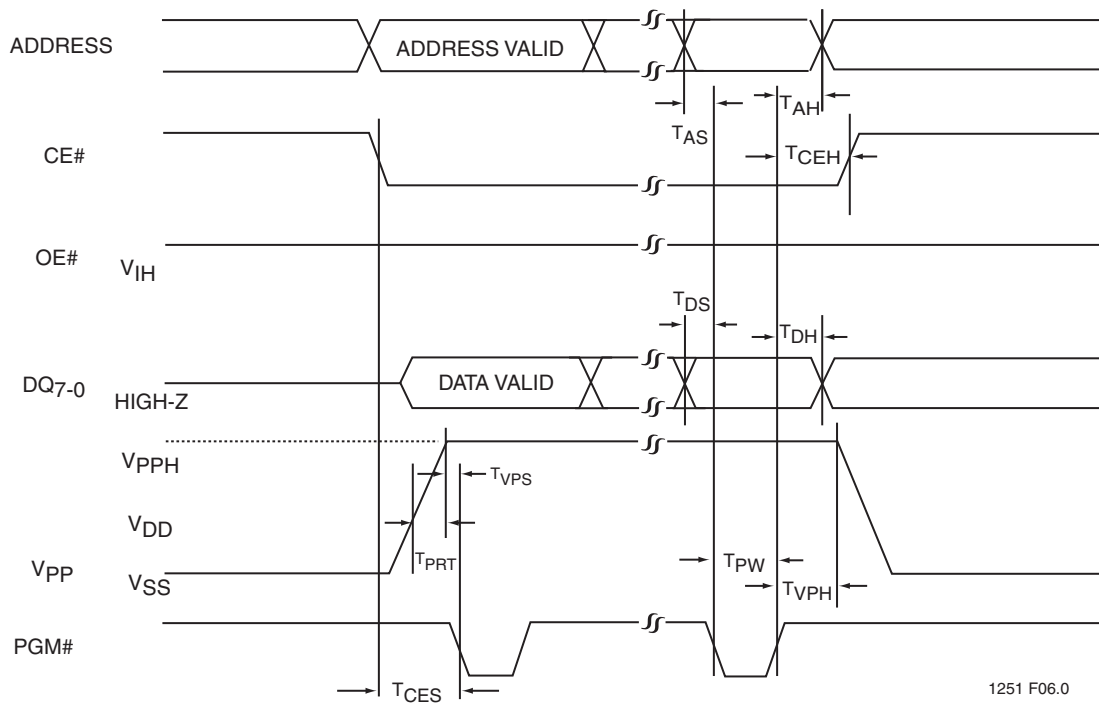 ADDRESS
ADDRESS VALID
TAH
TAS
CE#
TCEH
OE#
VIH
TDS
TDH
DQ7-0
DATA VALID
HIGH-Z
VPPH
TVPS
VDD
TPRT
TPW
VPP
VSS
TVPH
PGM#
TCES
1251 F06.0